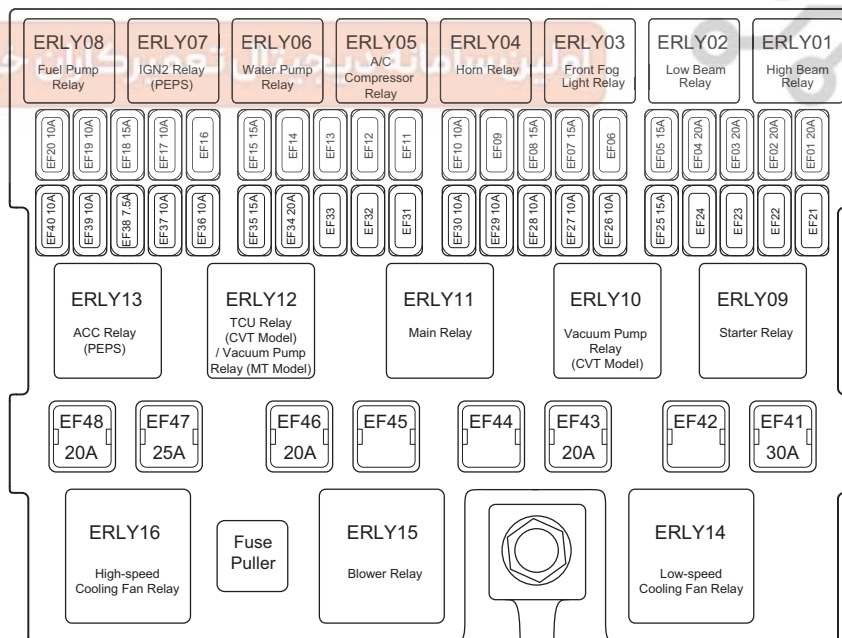 ERLY08
Fuel Pump
Relay
ERLY07
IGN2 Relay
(PEPS)
ERLY06
Water Pump
Relay
ERLY05
A/C
Compressor
Relay
ERLY04
Horn Relay
ERLY03
Front Fog
Light Relay
ERLY02
Low Beam
Relay
ERLY01
High Beam
Relay
اولین سامانه دیجیتال تعمیرکاران
EF20 10A
EF19 10A
EF18 15A
EF17 10A
EF16
EF15 15A
EF14
EF13
EF12
EF11
EF10 10A
EF09
EF08 15A
EF07 15A
EF06
EF05 15A
EF04 20A
EF03 20A
EF02 20A
EF01 20A
EF40 10A
EF39 10A
EF38 7.5A
EF37 10A
EF36 10A
EF35 15A
EF34 20A
EF33
EF32
EF31
EF30 10A
EF29 10A
EF28 10A
EF27 10A
EF26 10A
EF25 15A
EF24
EF23
EF22
EF21
ERLY13
ACC Relay
(PEPS)
ERLY12
TCU Relay
(CVT Model)
/ Vacuum Pump
Relay (MT Model)
ERLY11
Main Relay
ERLY10
Vacuum Pump
Relay
(CVT Model)
ERLY09
Starter Relay
EF48
20A
EF47
25A
EF46
20A
EF45
EF44
EF43
20A
EF42
EF41
30A
ERLY16
High-speed
Cooling Fan Relay
Fuse
Puller
ERLY15
Blower Relay
ERLY14
Low-speed
Cooling Fan Relay